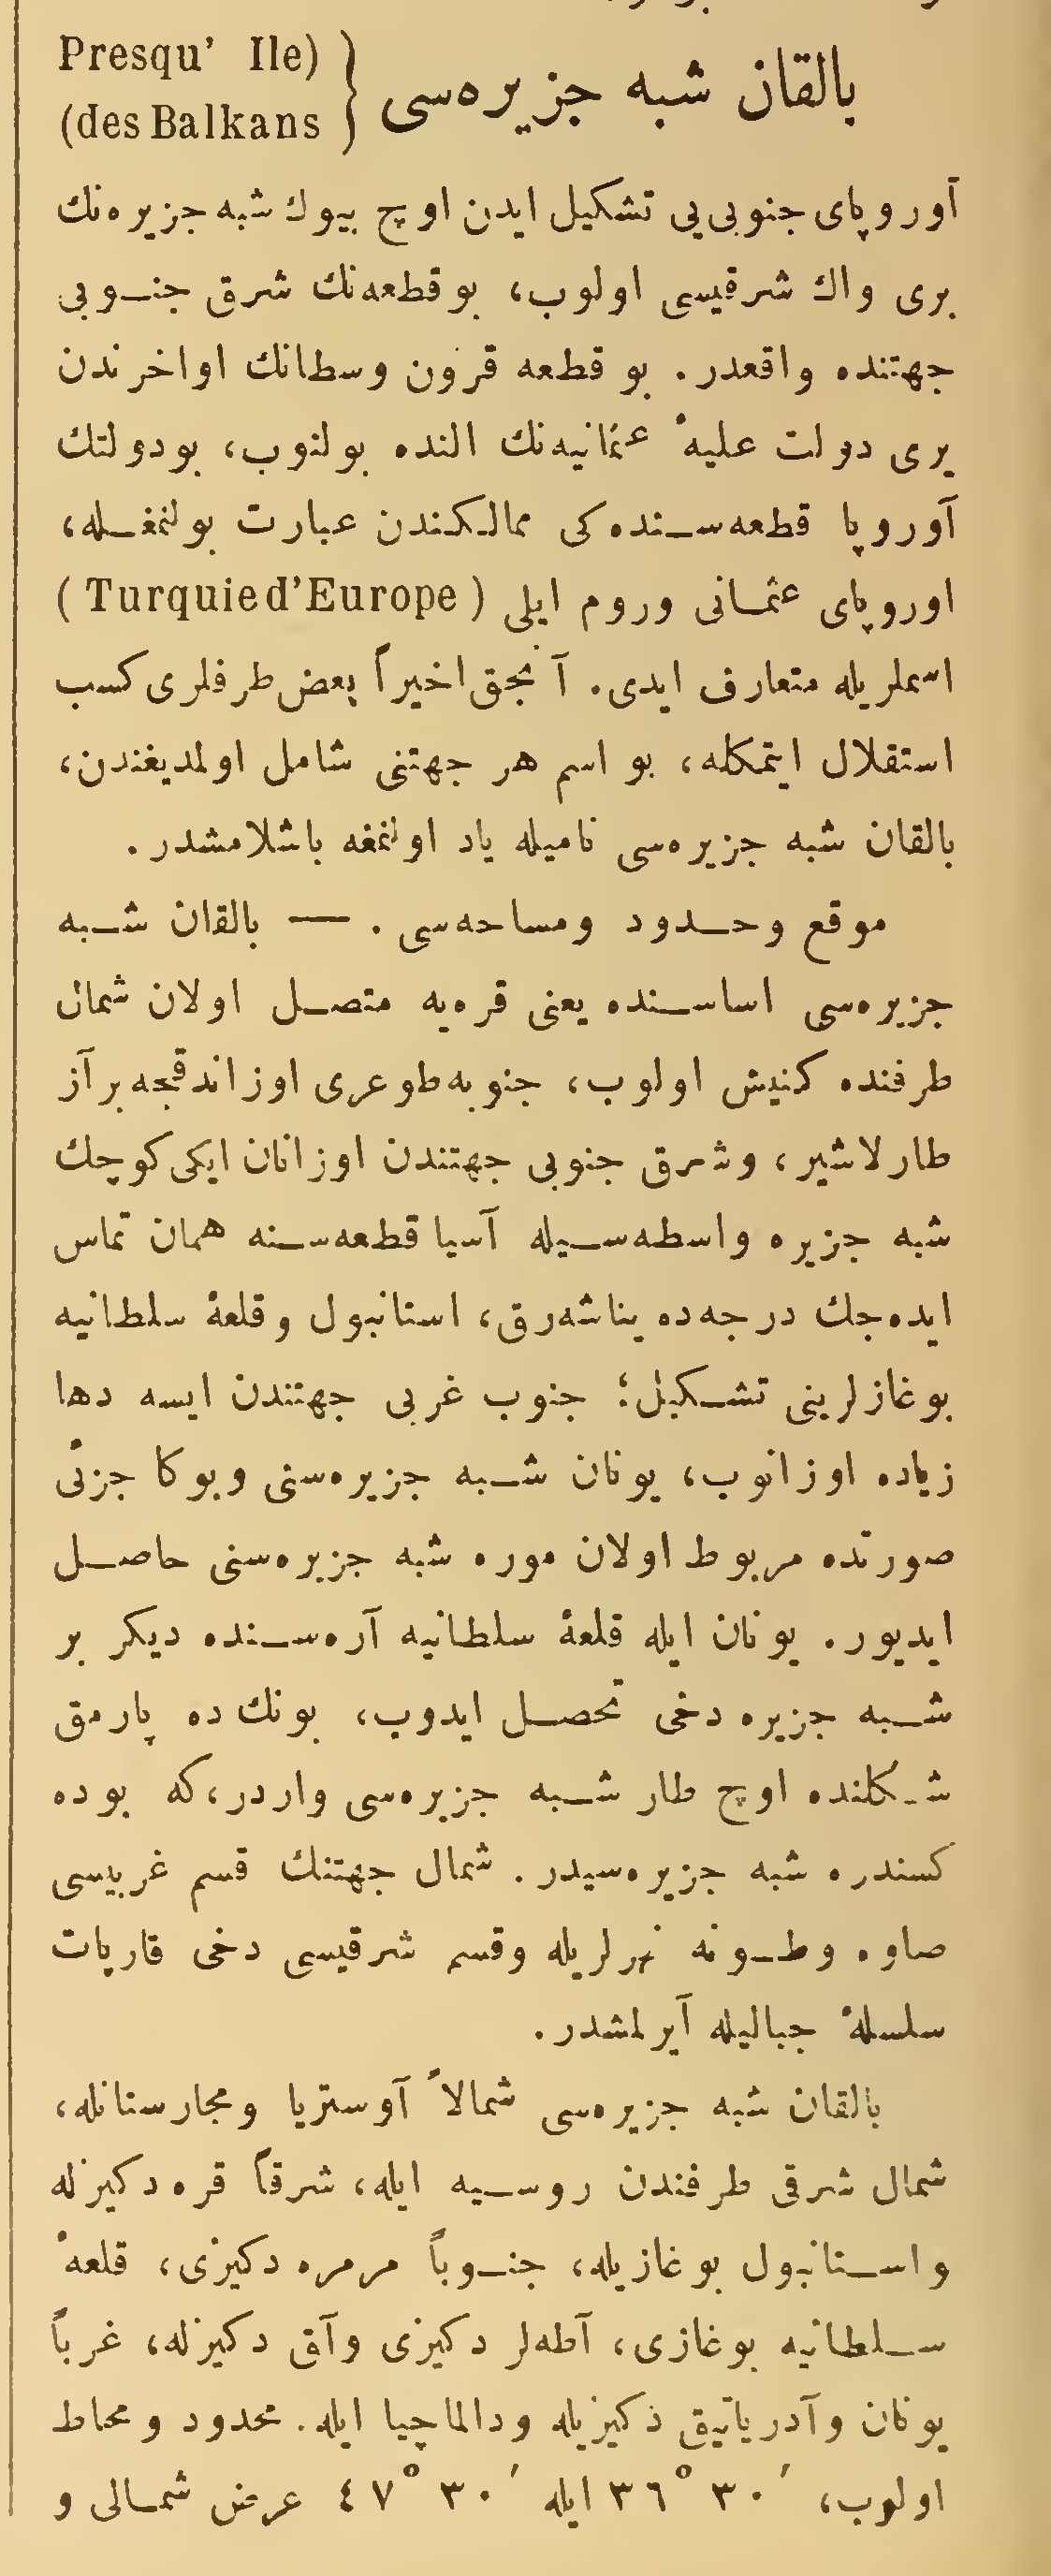 بالقان شبه جزیره‌سی { (Presqu' Ile
des Balkans)
آوروپای جنوبی‌یی تشکیل ایدن اوچ بیوك شبه جزیره‌نك
بری واك شرقیسی اولوب، بو قطعه‌نك شرق جنوبی
جهتنده واقعدر. بو قطعه قرون وسطانك اواخرندن
بری دولت علیهٔ عثمانیه‌نك النده بولنوب، بودولتك
آوروپا قطعه‌سنده‌کی ممالکندن عبارت بولنمغله،
اوروپای عثمانی وروم ایلی (Turquie d'Europe)
اسملریله متعارف ایدی. آنجق اخیراً بعض طرفلری کسب
استقلال ایتمکله، بو اسم هر جهتنی شامل اولمدیغندن،
بالقان شبه جزیره‌سی نامیله یاد اولنمغه باشلامشدر.
موقع وحدود ومساحه‌سی. — بالقان شبه
جزیره‌سی اساسنده یعنی قره‌یه متصل اولان شمال
طرفنده کنیش اولوب، جنوبه طوغری اوزاندقجه برآز
طارلاشیر، وشرق جنوبی جهتندن اوزانان ایکی کوچك
شبه جزیره واسطه‌سیله آسیا قطعه‌سنه همان تماس
ایده‌جك درجه‌ده یناشه‌رق، استانبول وقلعهٔ سلطانیه
بوغازلرینی تشکیل؛ جنوب غربی جهتندن ایسه دها
زیاده اوزانوب، یونان شبه جزیره‌سنی وبوکا جزئی
صورتده مربوط اولان موره شبه جزیره‌سنی حاصل
ایدیور. یونان ایله قلعهٔ سلطانیه آره‌سنده دیکر بر
شبه جزیره دخی تحصل ایدوب، بونك ده پارمق
شکلنده اوچ طار شبه جزیره‌سی واردر، که بوده
کسندره شبه جزیره‌سیدر. شمال جهتنك قسم غربیسی
صاوه وطونه نهرلریله وقسم شرقیسی دخی قارپات
سلسلهٔ جبالیله آیرلمشدر.
بالقان شبه جزیره‌سی شمالاً آوستریا ومجارستانله،
شمال شرقی طرفندن روسیه ایله، شرقاً قره دکیزله
واستانبول بوغازیله، جنوباً مرمره دکیزی، قلعهٔ
سلطانیه بوغازی، آطه‌لر دکیزی وآق دکیزله، غرباً
یونان وآدریاتیق دکیزیله ودالماچیا ایله. محدود ومحاط
اولوب، ٣٠′ ٣٦° ایله ٣٠′ ٤٧° عرض شمالی و